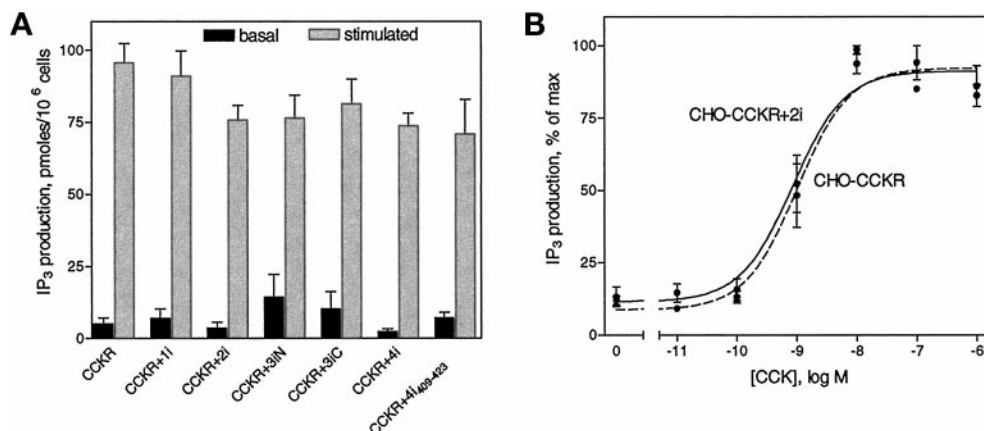 A
basal
stimulated
IP3 production, pmoles/10 6 cells
100
75
50
25
0
CCKR
CCKR+1i
CCKR+2i
CCKR+3iN
CCKR+3iC
CCKR+4i
CCKR+4i409-423
B
IP3 production, % of max
100
75
50
25
0
CHO-CCKR+2i
CHO-CCKR
0
-11
-10
-9
-8
-7
-6
[CCK], log M